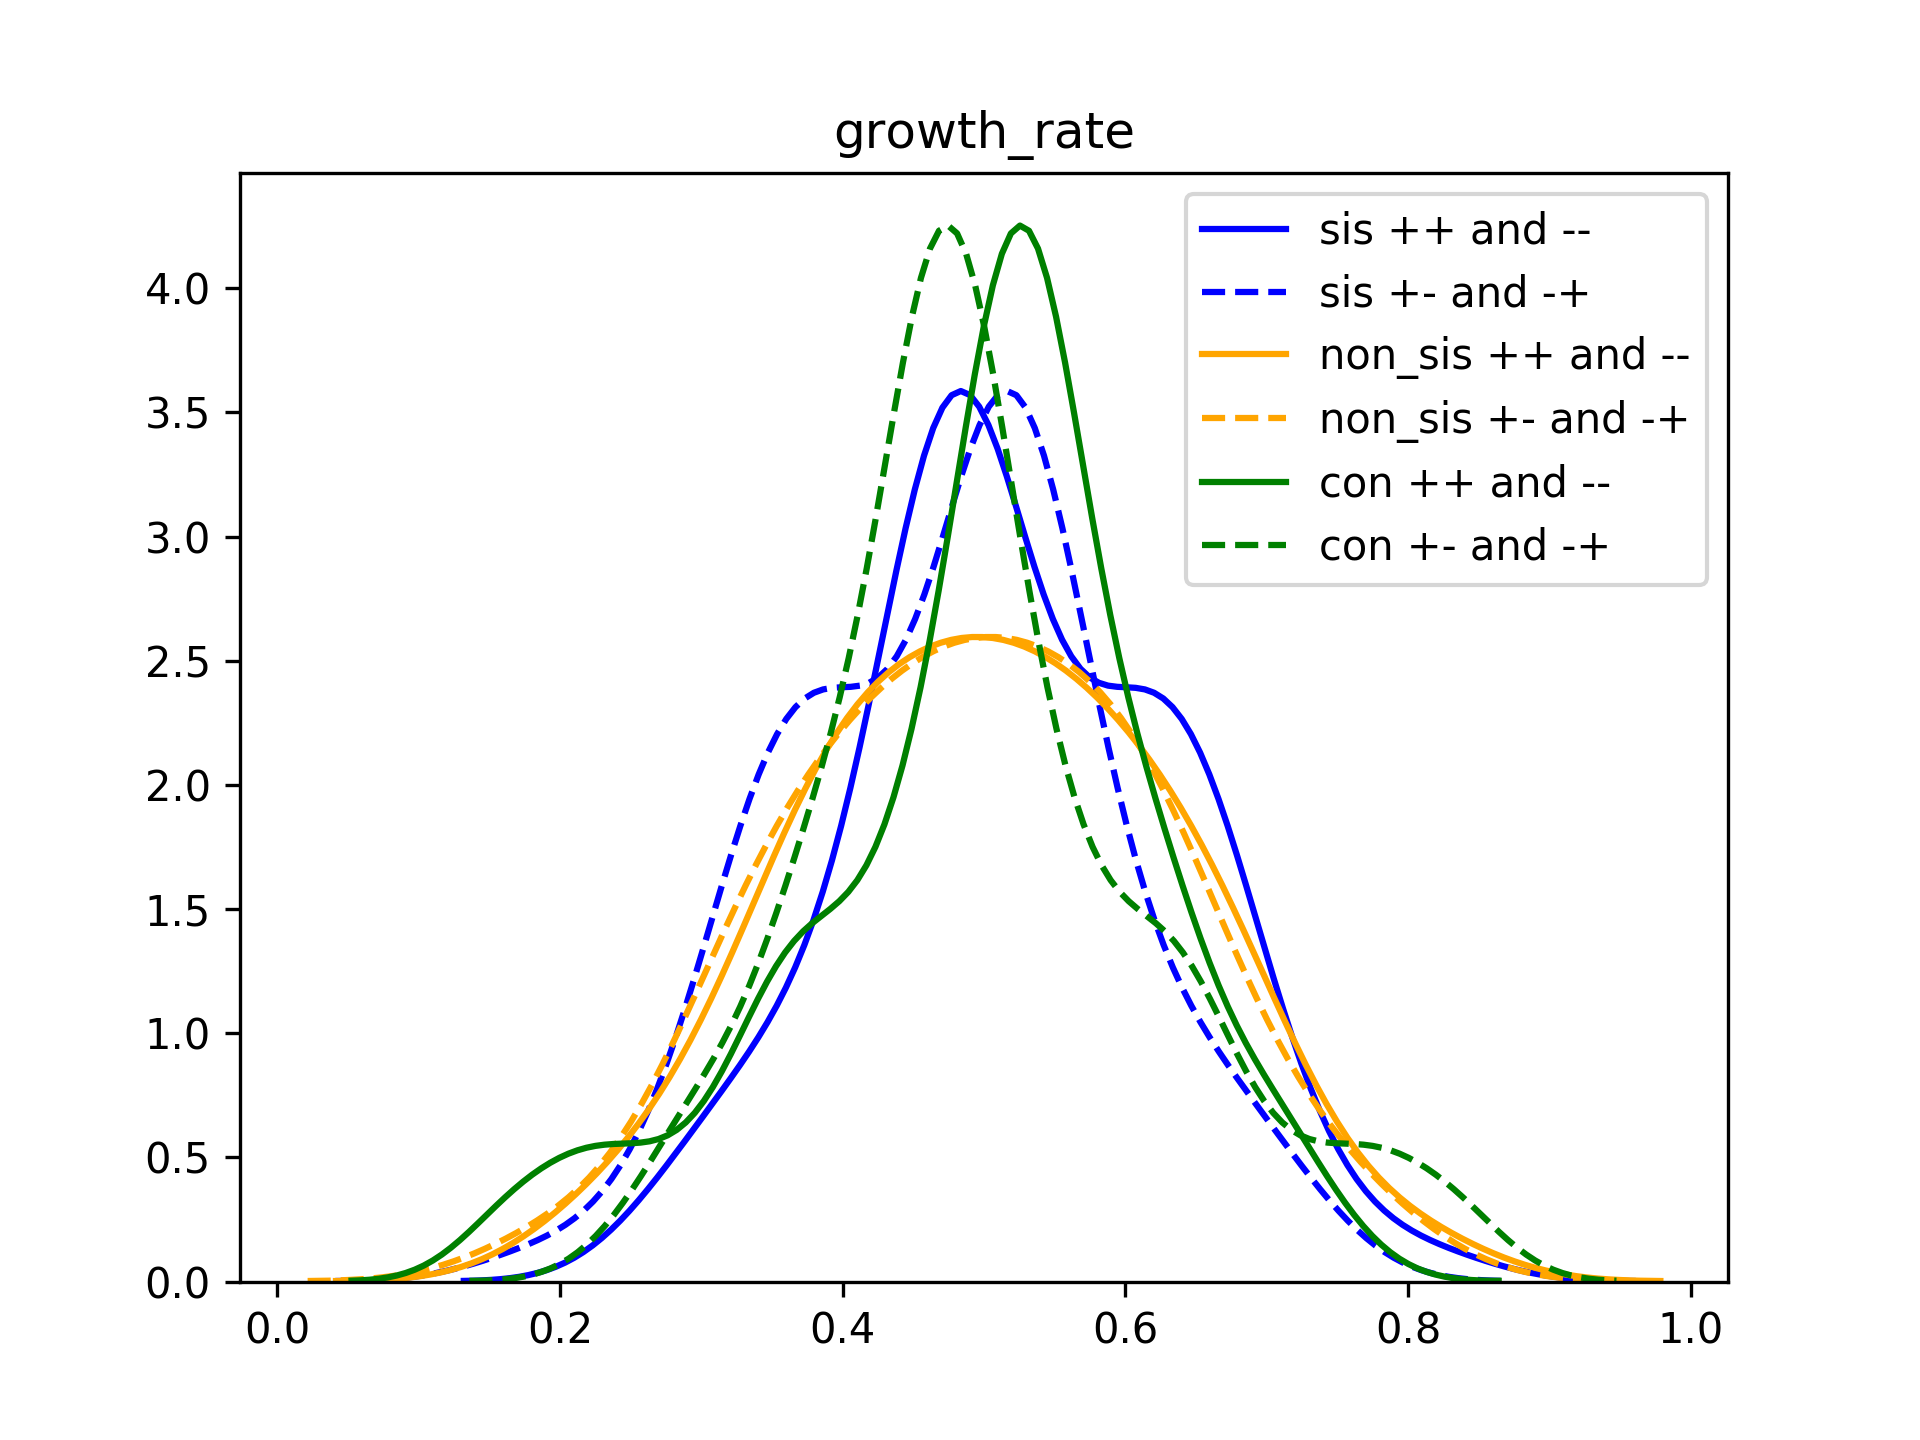 growth_rate
sis ++ and --
sis +- and -+
non_sis ++ and --
non_sis +- and -+
con ++ and --
con +- and -+
4.0
3.5
3.0
2.5
2.0
1.5
1.0
0.5
0.0
0.0 0.2 0.4 0.6 0.8 1.0